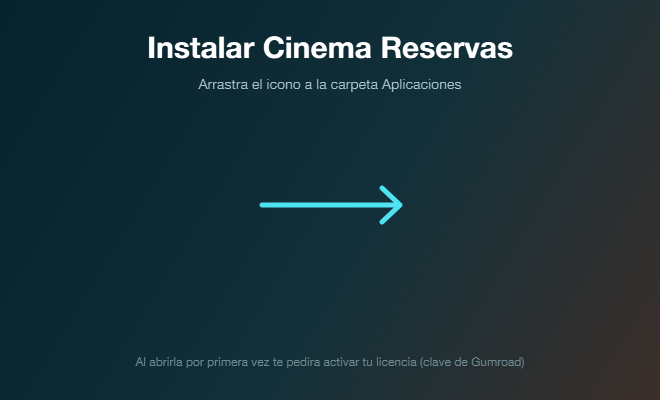 Instalar Cinema Reservas
Arrastra el icono a la carpeta Aplicaciones
Al abrirla por primera vez te pedira activar tu licencia (clave de Gumroad)